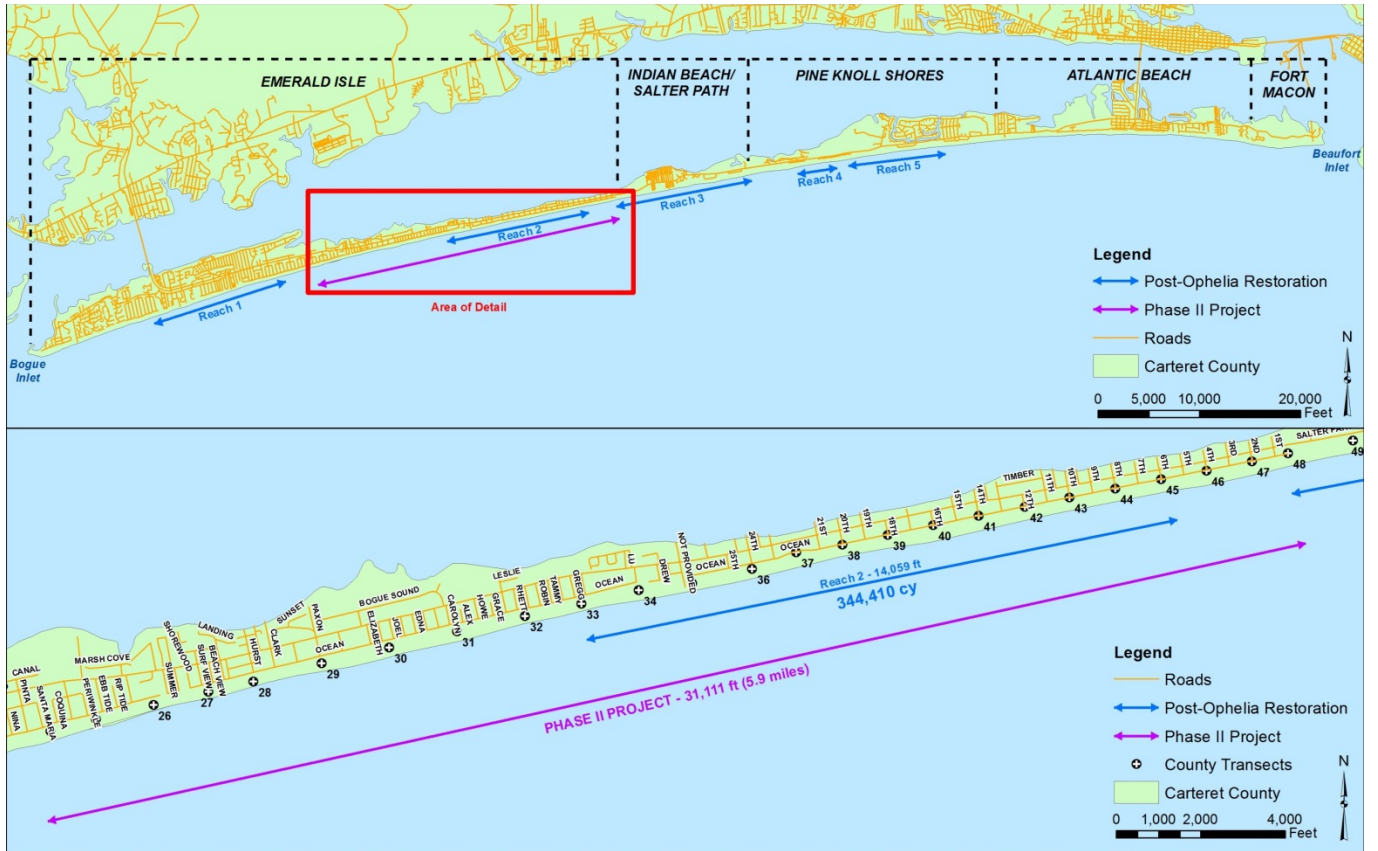 EMERALD ISLE
INDIAN BEACH/
SALTER PATH
PINE KNOLL SHORES
ATLANTIC BEACH
FORT
MACON
Beaufort
Inlet
Reach 5
Reach 4
Reach 3
Reach 2
Reach 1
Area of Detail
Bogue
Inlet
Legend
Post-Ophelia Restoration
Phase II Project
Roads
Carteret County
N
0 5,000 10,000 20,000
Feet
CANAL
PINTA
NINA
SANTA MARIA
COQUINA
MARSH COVE
PERIWINKLE
EBB TIDE
RIP TIDE
26
SUMMER
SHOREWOOD
SURF VIEW
BEACH VIEW
27
LANDING
HURST
28
CLARK
SUNSET
PAXON
29
OCEAN
BOGUE SOUND
ELIZABETH
30
JOEL
EDNA
CAROLYN
31
ALEX
HOWE
GRACE
LESLIE
RHETT
32
ROBIN
TAMMY
GREGG
33
OCEAN
LU
34
DREW
NOT PROVIDED
OCEAN
25TH
24TH
36
OCEAN
37
21ST
20TH
38
19TH
18TH
39
16TH
40
15TH
14TH
41
TIMBER
12TH
42
11TH
10TH
43
9TH
8TH
44
7TH
6TH
45
5TH
4TH
46
3RD
2ND
47
1ST
48
49
Reach 2 - 14,059 ft
344,410 cy
PHASE II PROJECT - 31,111 ft (5.9 miles)
Legend
Roads
Post-Ophelia Restoration
Phase II Project
County Transects
Carteret County
N
0 1,000 2,000 4,000
Feet